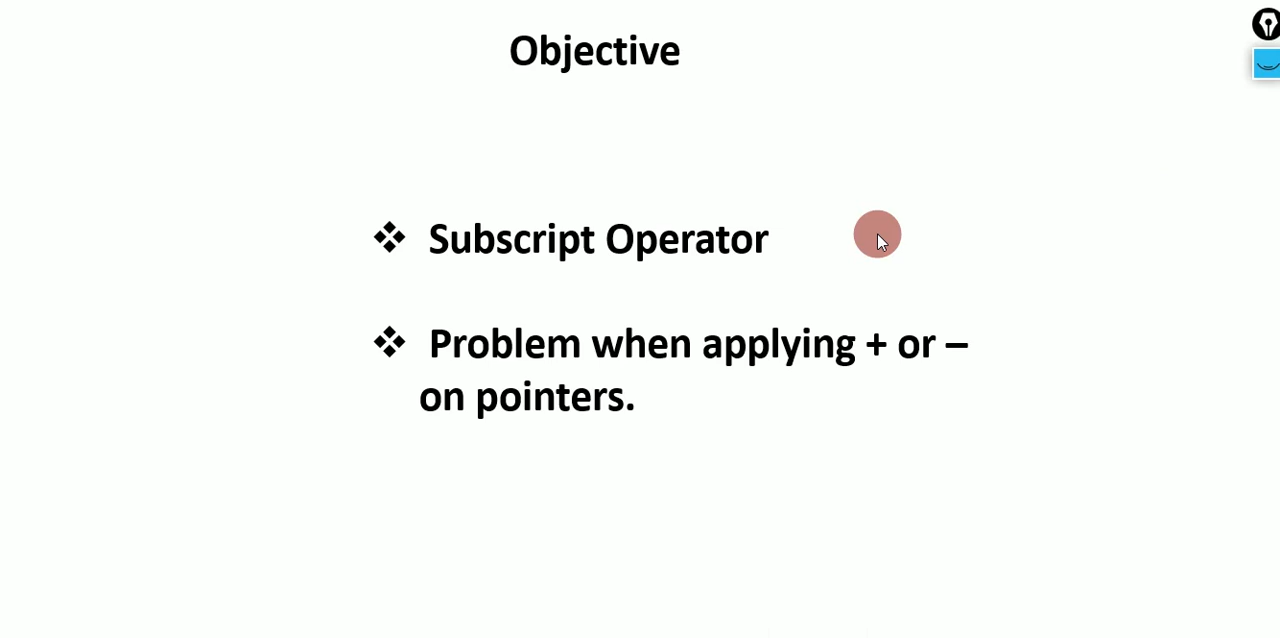 Objective
❖ Subscript Operator
❖ Problem when applying + or –
on pointers.